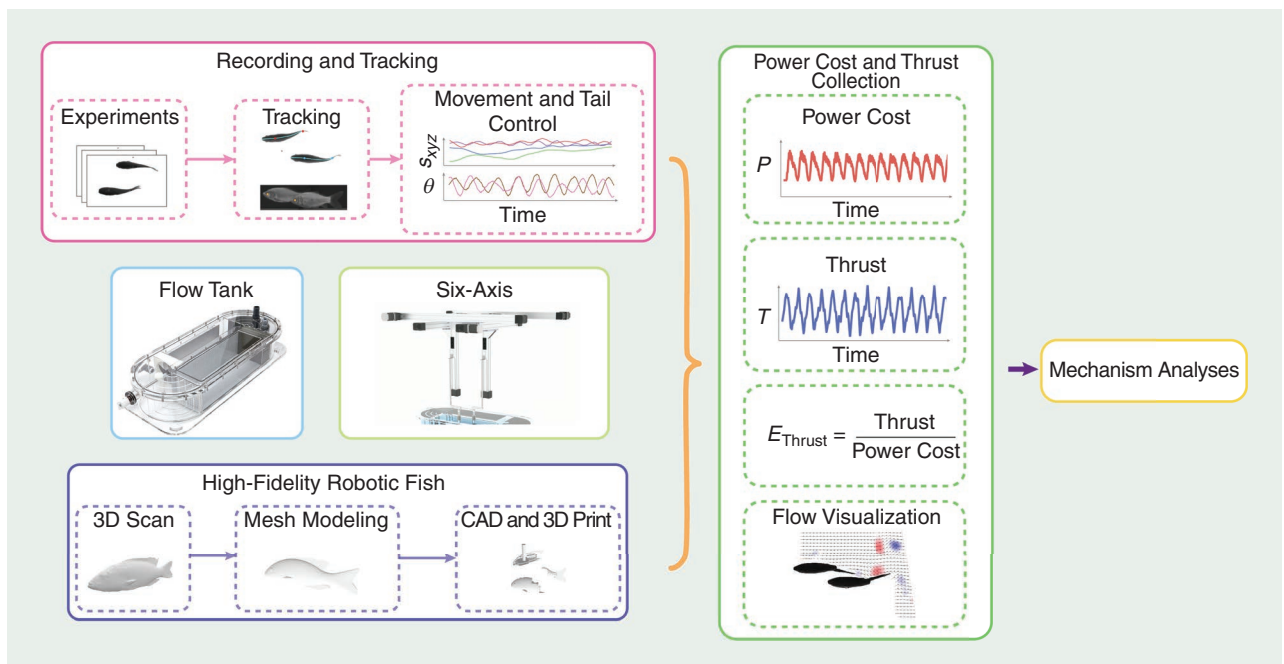 Recording and Tracking
Experiments
Tracking
Movement and Tail
Control
sxyz
θ
Time
Flow Tank
Six-Axis
High-Fidelity Robotic Fish
3D Scan
Mesh Modeling
CAD and 3D Print
Power Cost and Thrust
Collection
Power Cost
P
Time
Thrust
T
Time
EThrust = Thrust
Power Cost
Flow Visualization
Mechanism Analyses